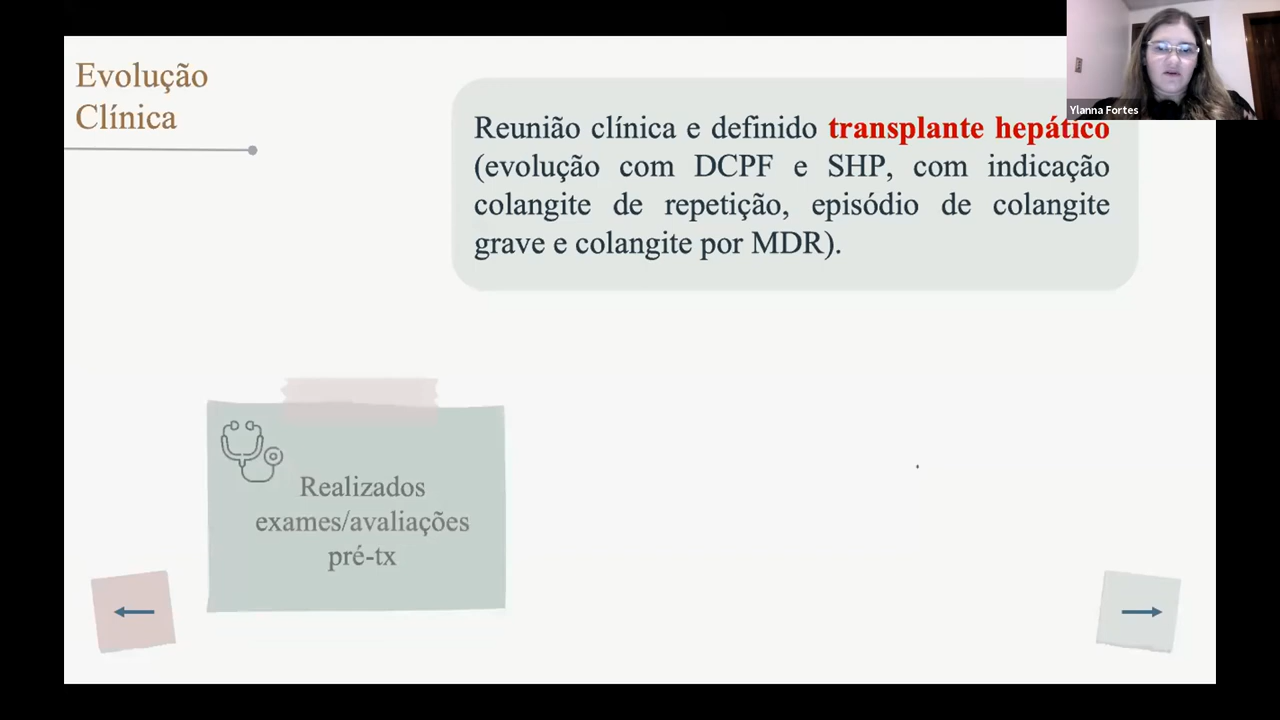 Evolução
Clínica
Reunião clínica e definido transplante hepático
(evolução com DCPF e SHP, com indicação
colangite de repetição, episódio de colangite
grave e colangite por MDR).
Ylanna Fortes
Realizados
exames/avaliações
pré-tx